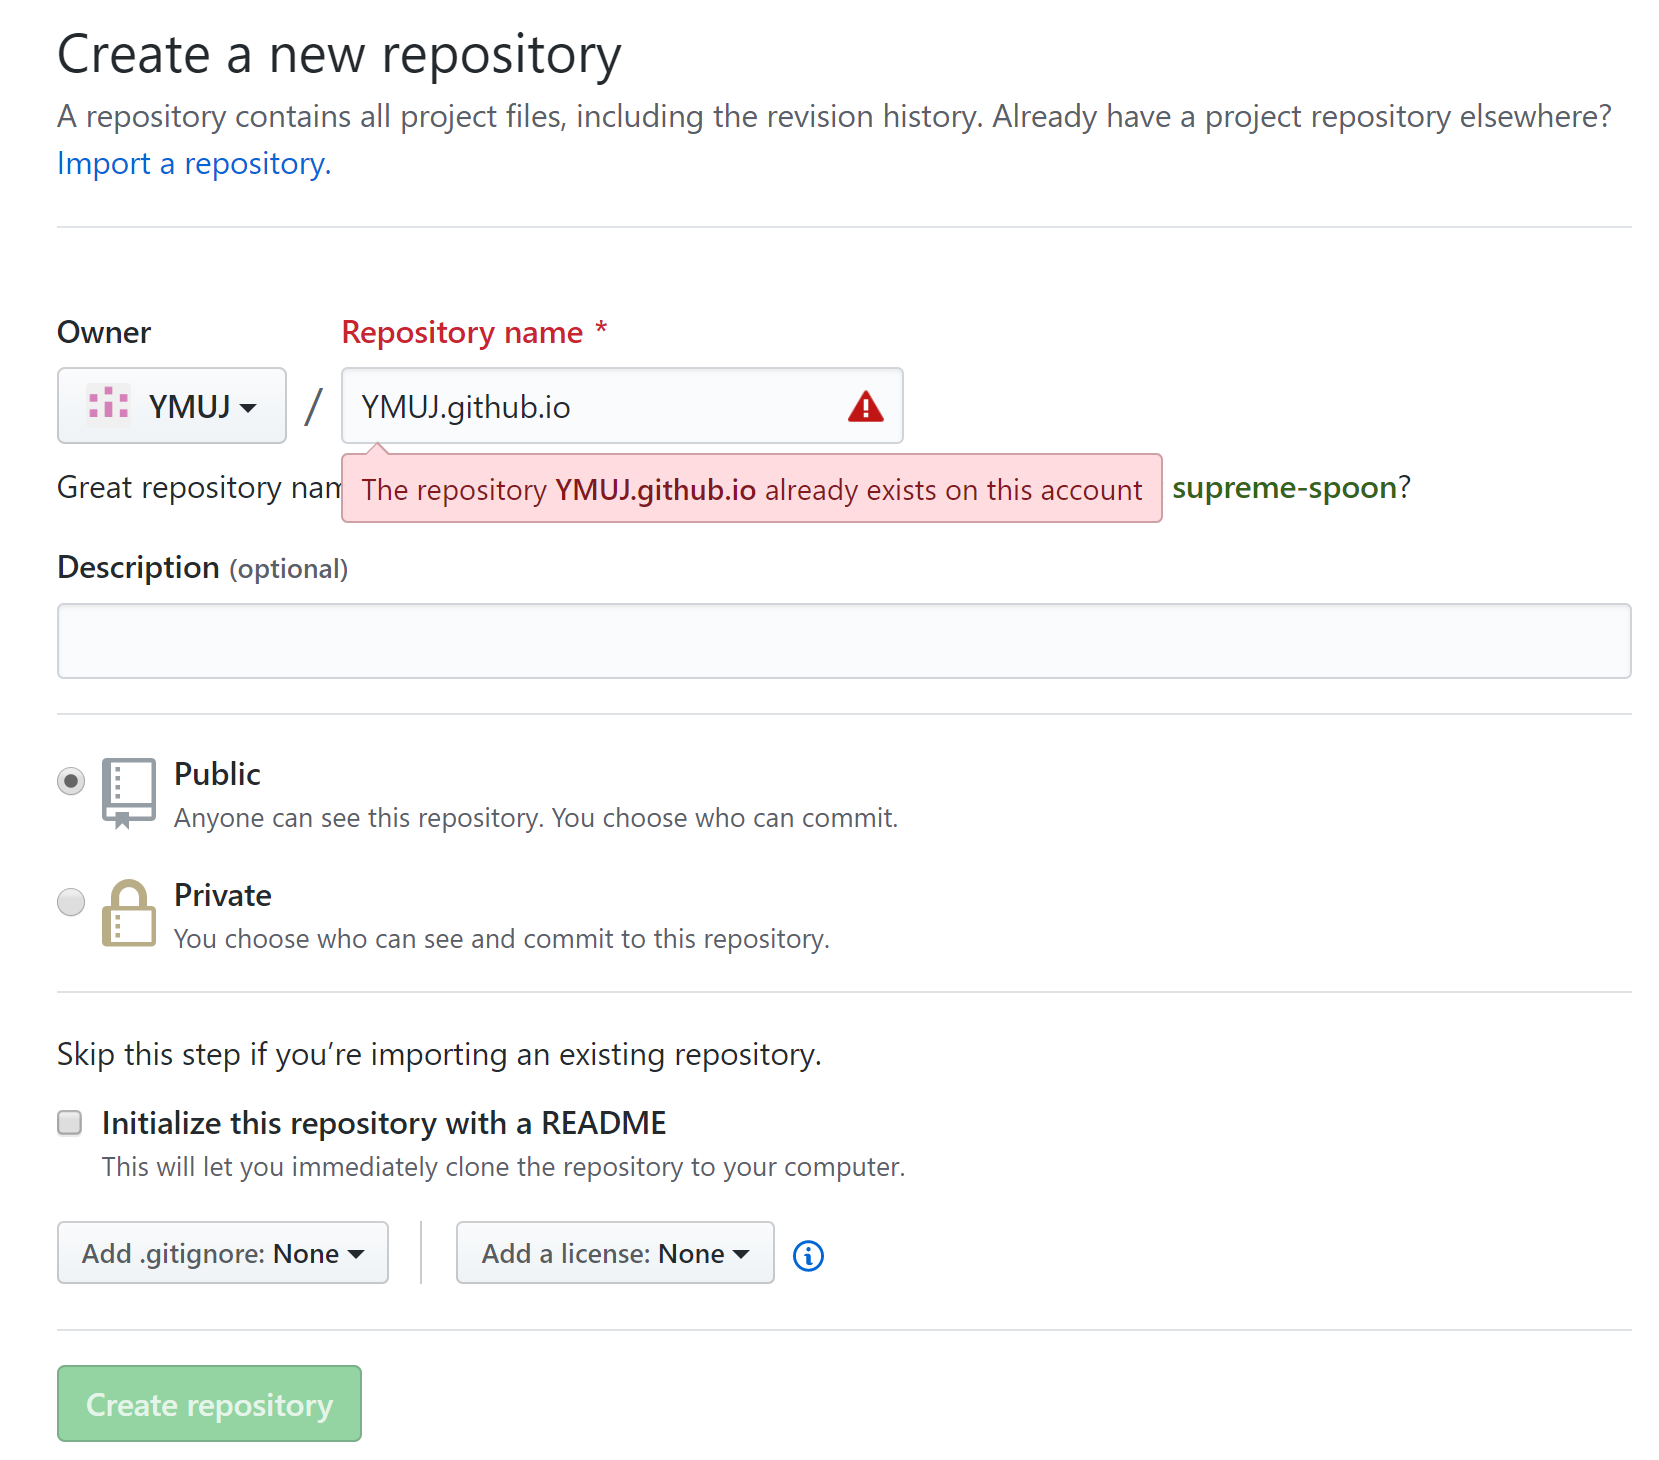 Create a new repository
A repository contains all project files, including the revision history. Already have a project repository elsewhere?
Import a repository.
Owner
Repository name *
YMUJ
/
YMUJ.github.io
Great repository
The repository YMUJ.github.io already exists on this account
supreme-spoon?
Description (optional)
Public
Anyone can see this repository. You choose who can commit.
Private
You choose who can see and commit to this repository.
Skip this step if you’re importing an existing repository.
Initialize this repository with a README
This will let you immediately clone the repository to your computer.
Add .gitignore: None
Add a license: None
Create repository